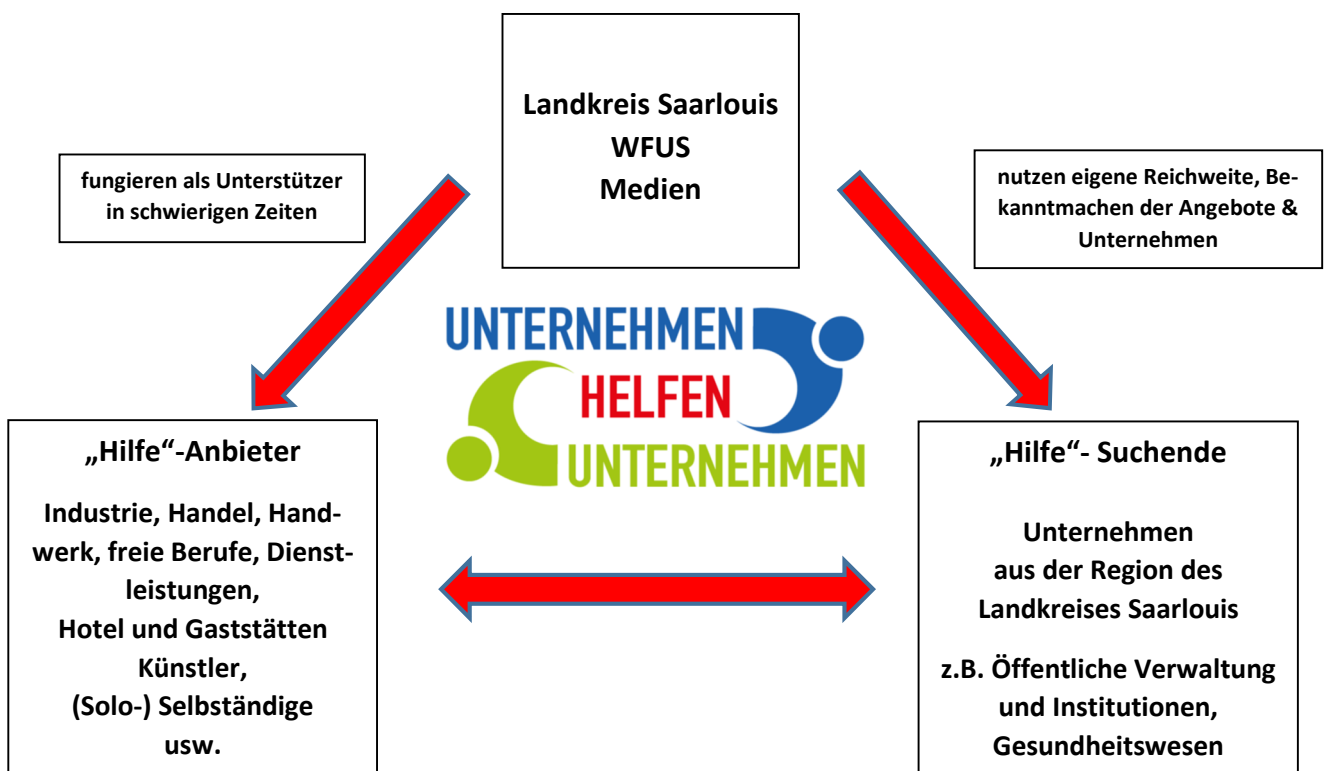 Landkreis Saarlouis
WFUS
Medien
fungieren als Unterstützer
in schwierigen Zeiten
nutzen eigene Reichweite, Be-
kanntmachen der Angebote &
Unternehmen
UNTERNEHMEN
HELFEN
UNTERNEHMEN
„Hilfe“-Anbieter
Industrie, Handel, Hand-
werk, freie Berufe, Dienst-
leistungen,
Hotel und Gaststätten
Künstler,
(Solo-) Selbständige
usw.
„Hilfe“- Suchende
Unternehmen
aus der Region des
Landkreises Saarlouis
z.B. Öffentliche Verwaltung
und Institutionen,
Gesundheitswesen